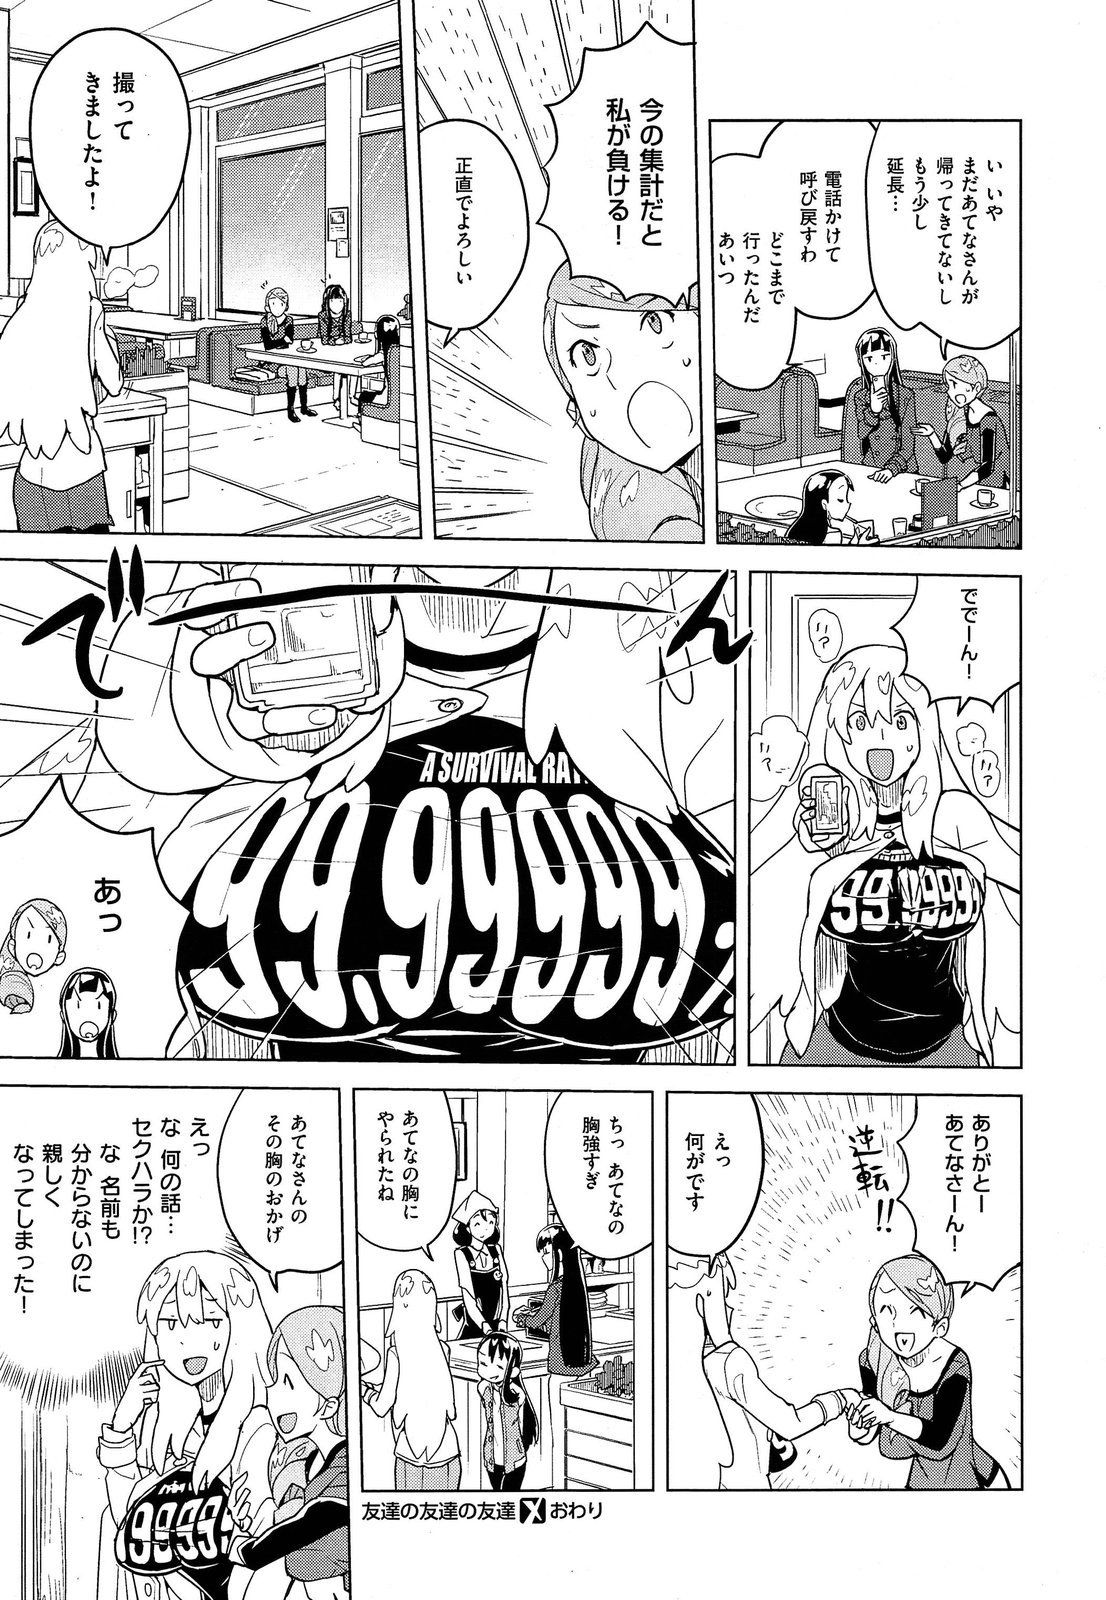 い いや
まだあてなさんが
帰ってきてないし
もう少し
延長…
電話かけて
呼び戻すわ
どこまで
行ったんだ
あいつ
今の集計だと
私が負ける！
正直でよろしい
撮って
きましたよ！
ででーん！
!?
!?
!?
で゛ーん
A SURVIVAL RAT
99.99999
99.9999
あっ
ありがとー
あてなさーん！
逆転!!
えっ
何がです
9
ちっ あてなの
胸強すぎ
あてなの胸に
やられたね
あてなさんの
その胸のおかげ
えっ
な 何の話…
セクハラか!?
な 名前も
分からないのに
親しく
なってしまった！
99999
友達の友達の友達 X おわり